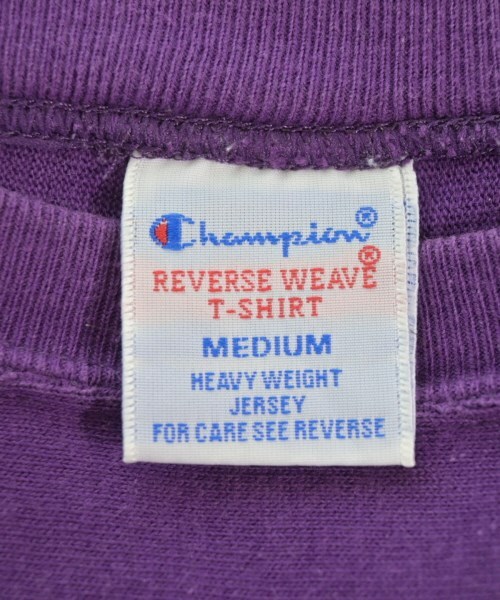 Champion®
REVERSE WEAVE®
T-SHIRT
MEDIUM
HEAVY WEIGHT
JERSEY
FOR CARE SEE REVERSE